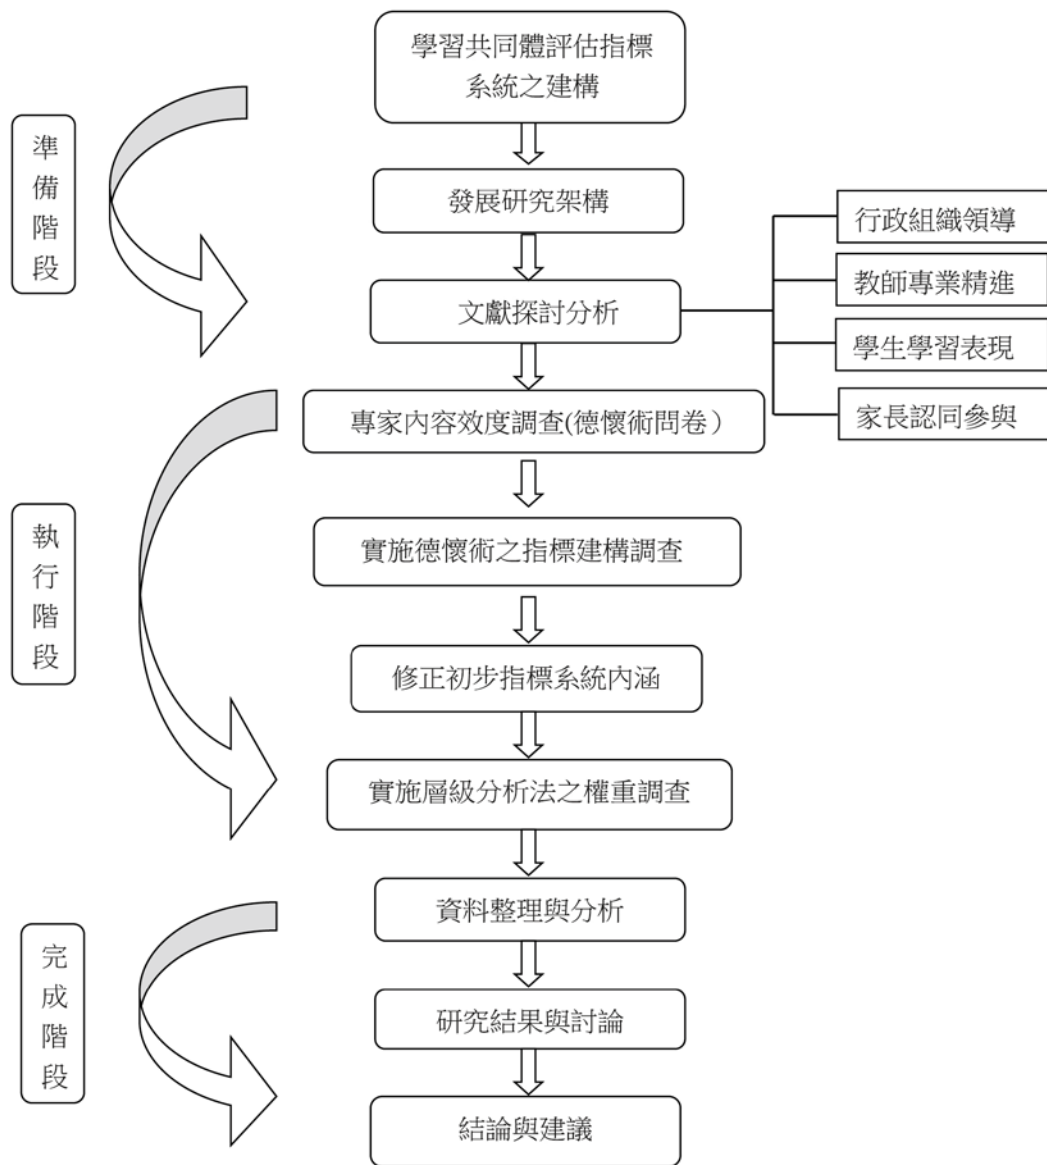 學習共同體評估指標
系統之建構
準備階段
發展研究架構
文獻探討分析
行政組織領導
教師專業精進
學生學習表現
家長認同參與
執行階段
專家內容效度調查(德懷術問卷）
實施德懷術之指標建構調查
修正初步指標系統內涵
實施層級分析法之權重調查
完成階段
資料整理與分析
研究結果與討論
結論與建議